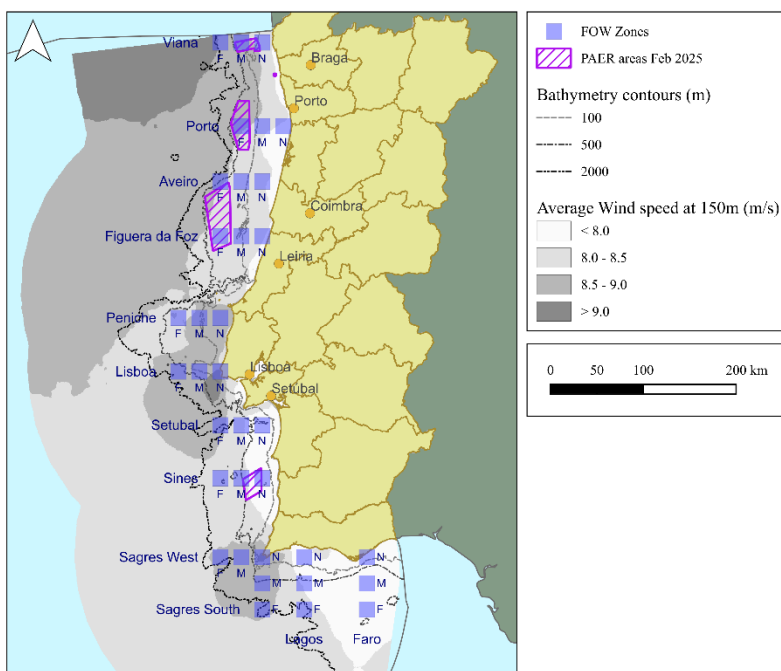 Viana
F M N
Braga
Porto
Porto
F M N
Aveiro
F M N
Coimbra
Figuera da Foz
F M N
Leiria
Peniche
F M N
Lisboa
Lisboa
F M N
Setubal
Setubal
F M N
Sines
F M N
Sagres West
F M N N N
M M M
Sagres South
F F F
Lagos
Faro
FOW Zones
PAER areas Feb 2025
Bathymetry contours (m)
100
500
2000
Average Wind speed at 150m (m/s)
< 8.0
8.0 - 8.5
8.5 - 9.0
> 9.0
0 50 100 200 km